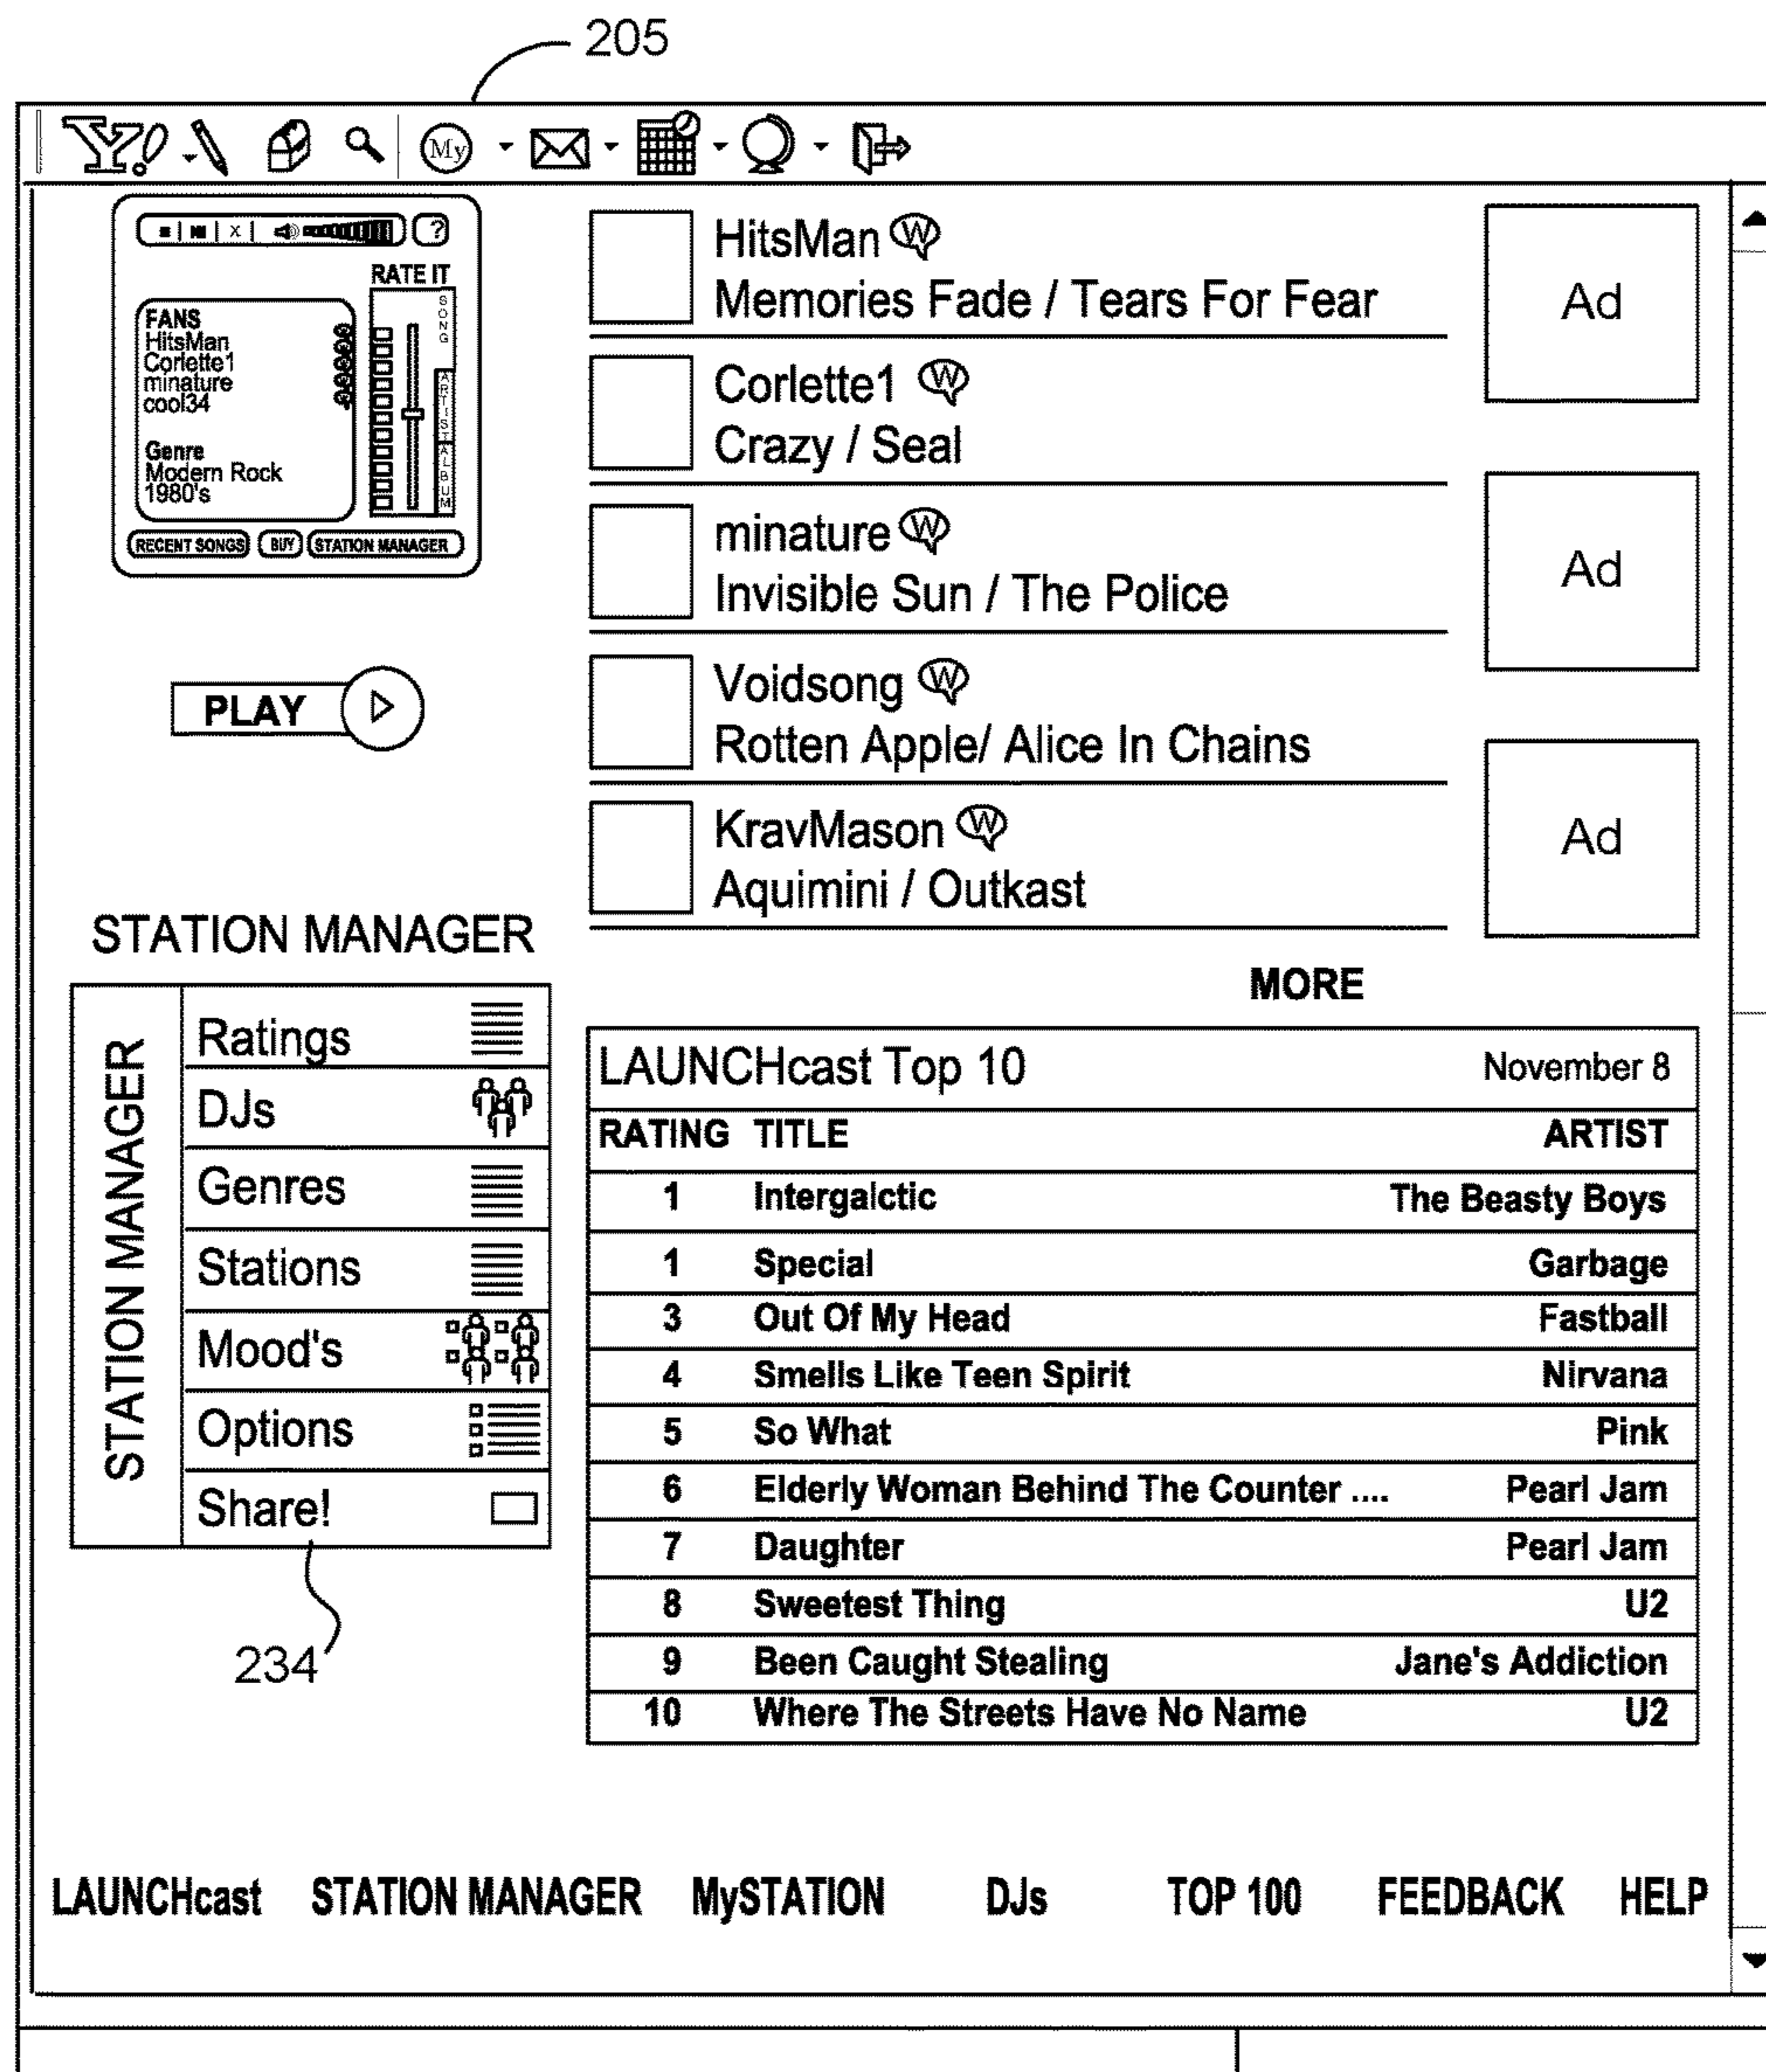 205
Y!
My
? 
RATE IT
SONG
ARTIST
ALBUM
FANS
HitsMan
Corlette1
minature
cool34
Genre
Modern Rock
1980's
RECENT SONGS BUY STATION MANAGER
PLAY
HitsMan W
Memories Fade / Tears For Fear
Corlette1 W
Crazy / Seal
minature W
Invisible Sun / The Police
Voidsong W
Rotten Apple/ Alice In Chains
KravMason W
Aquimini / Outkast
Ad
Ad
Ad
MORE
STATION MANAGER
STATION MANAGER
Ratings
DJs
Genres
Stations
Mood's
Options
Share!
234
LAUNCHcast Top 10 November 8
RATING TITLE ARTIST
1 Intergalctic The Beasty Boys
1 Special Garbage
3 Out Of My Head Fastball
4 Smells Like Teen Spirit Nirvana
5 So What Pink
6 Elderly Woman Behind The Counter .... Pearl Jam
7 Daughter Pearl Jam
8 Sweetest Thing U2
9 Been Caught Stealing Jane's Addiction
10 Where The Streets Have No Name U2
LAUNCHcast STATION MANAGER MySTATION DJs TOP 100 FEEDBACK HELP